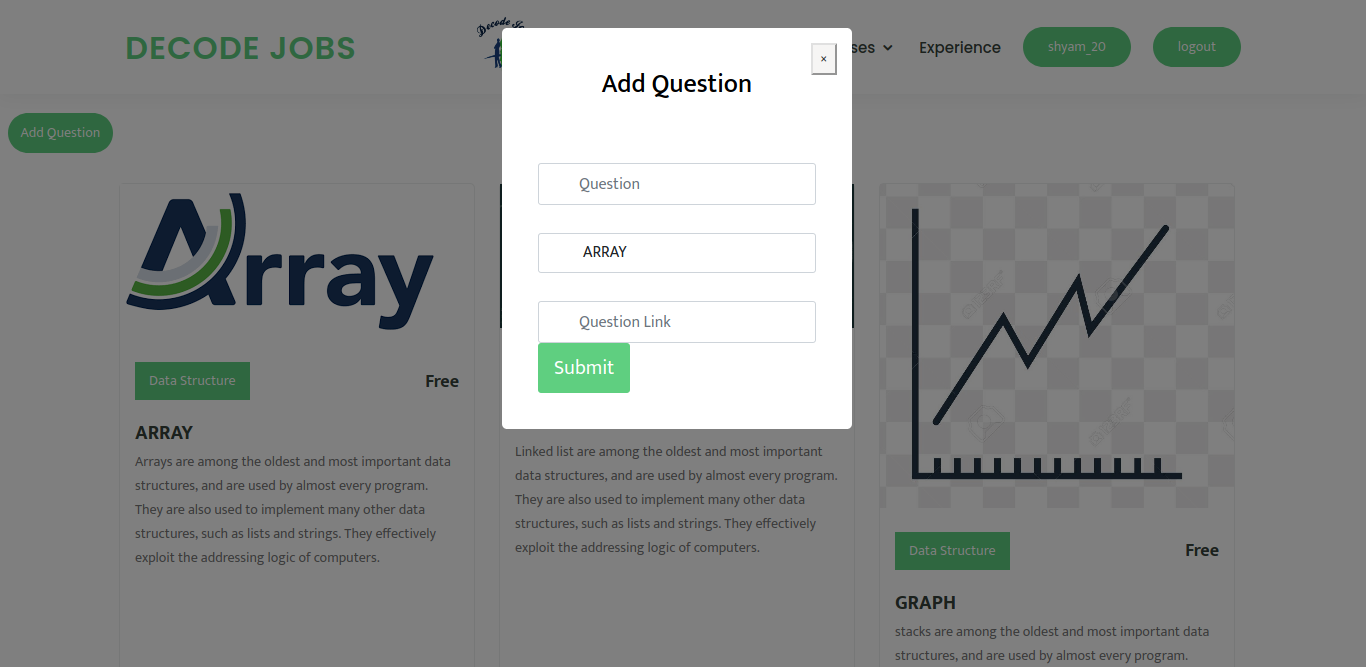 DECODE JOBS
Decode
ses
Experience
shyam_20
logout
×
Add Question
Add Question
Question
ARRAY
Question Link
Submit
Array
Data Structure
Free
ARRAY
Arrays are among the oldest and most important data
structures, and are used by almost every program.
They are also used to implement many other data
structures, such as lists and strings. They effectively
exploit the addressing logic of computers.
Linked list are among the oldest and most important
data structures, and are used by almost every program.
They are also used to implement many other data
structures, such as lists and strings. They effectively
exploit the addressing logic of computers.
Data Structure
Free
GRAPH
stacks are among the oldest and most important data
structures, and are used by almost every program.